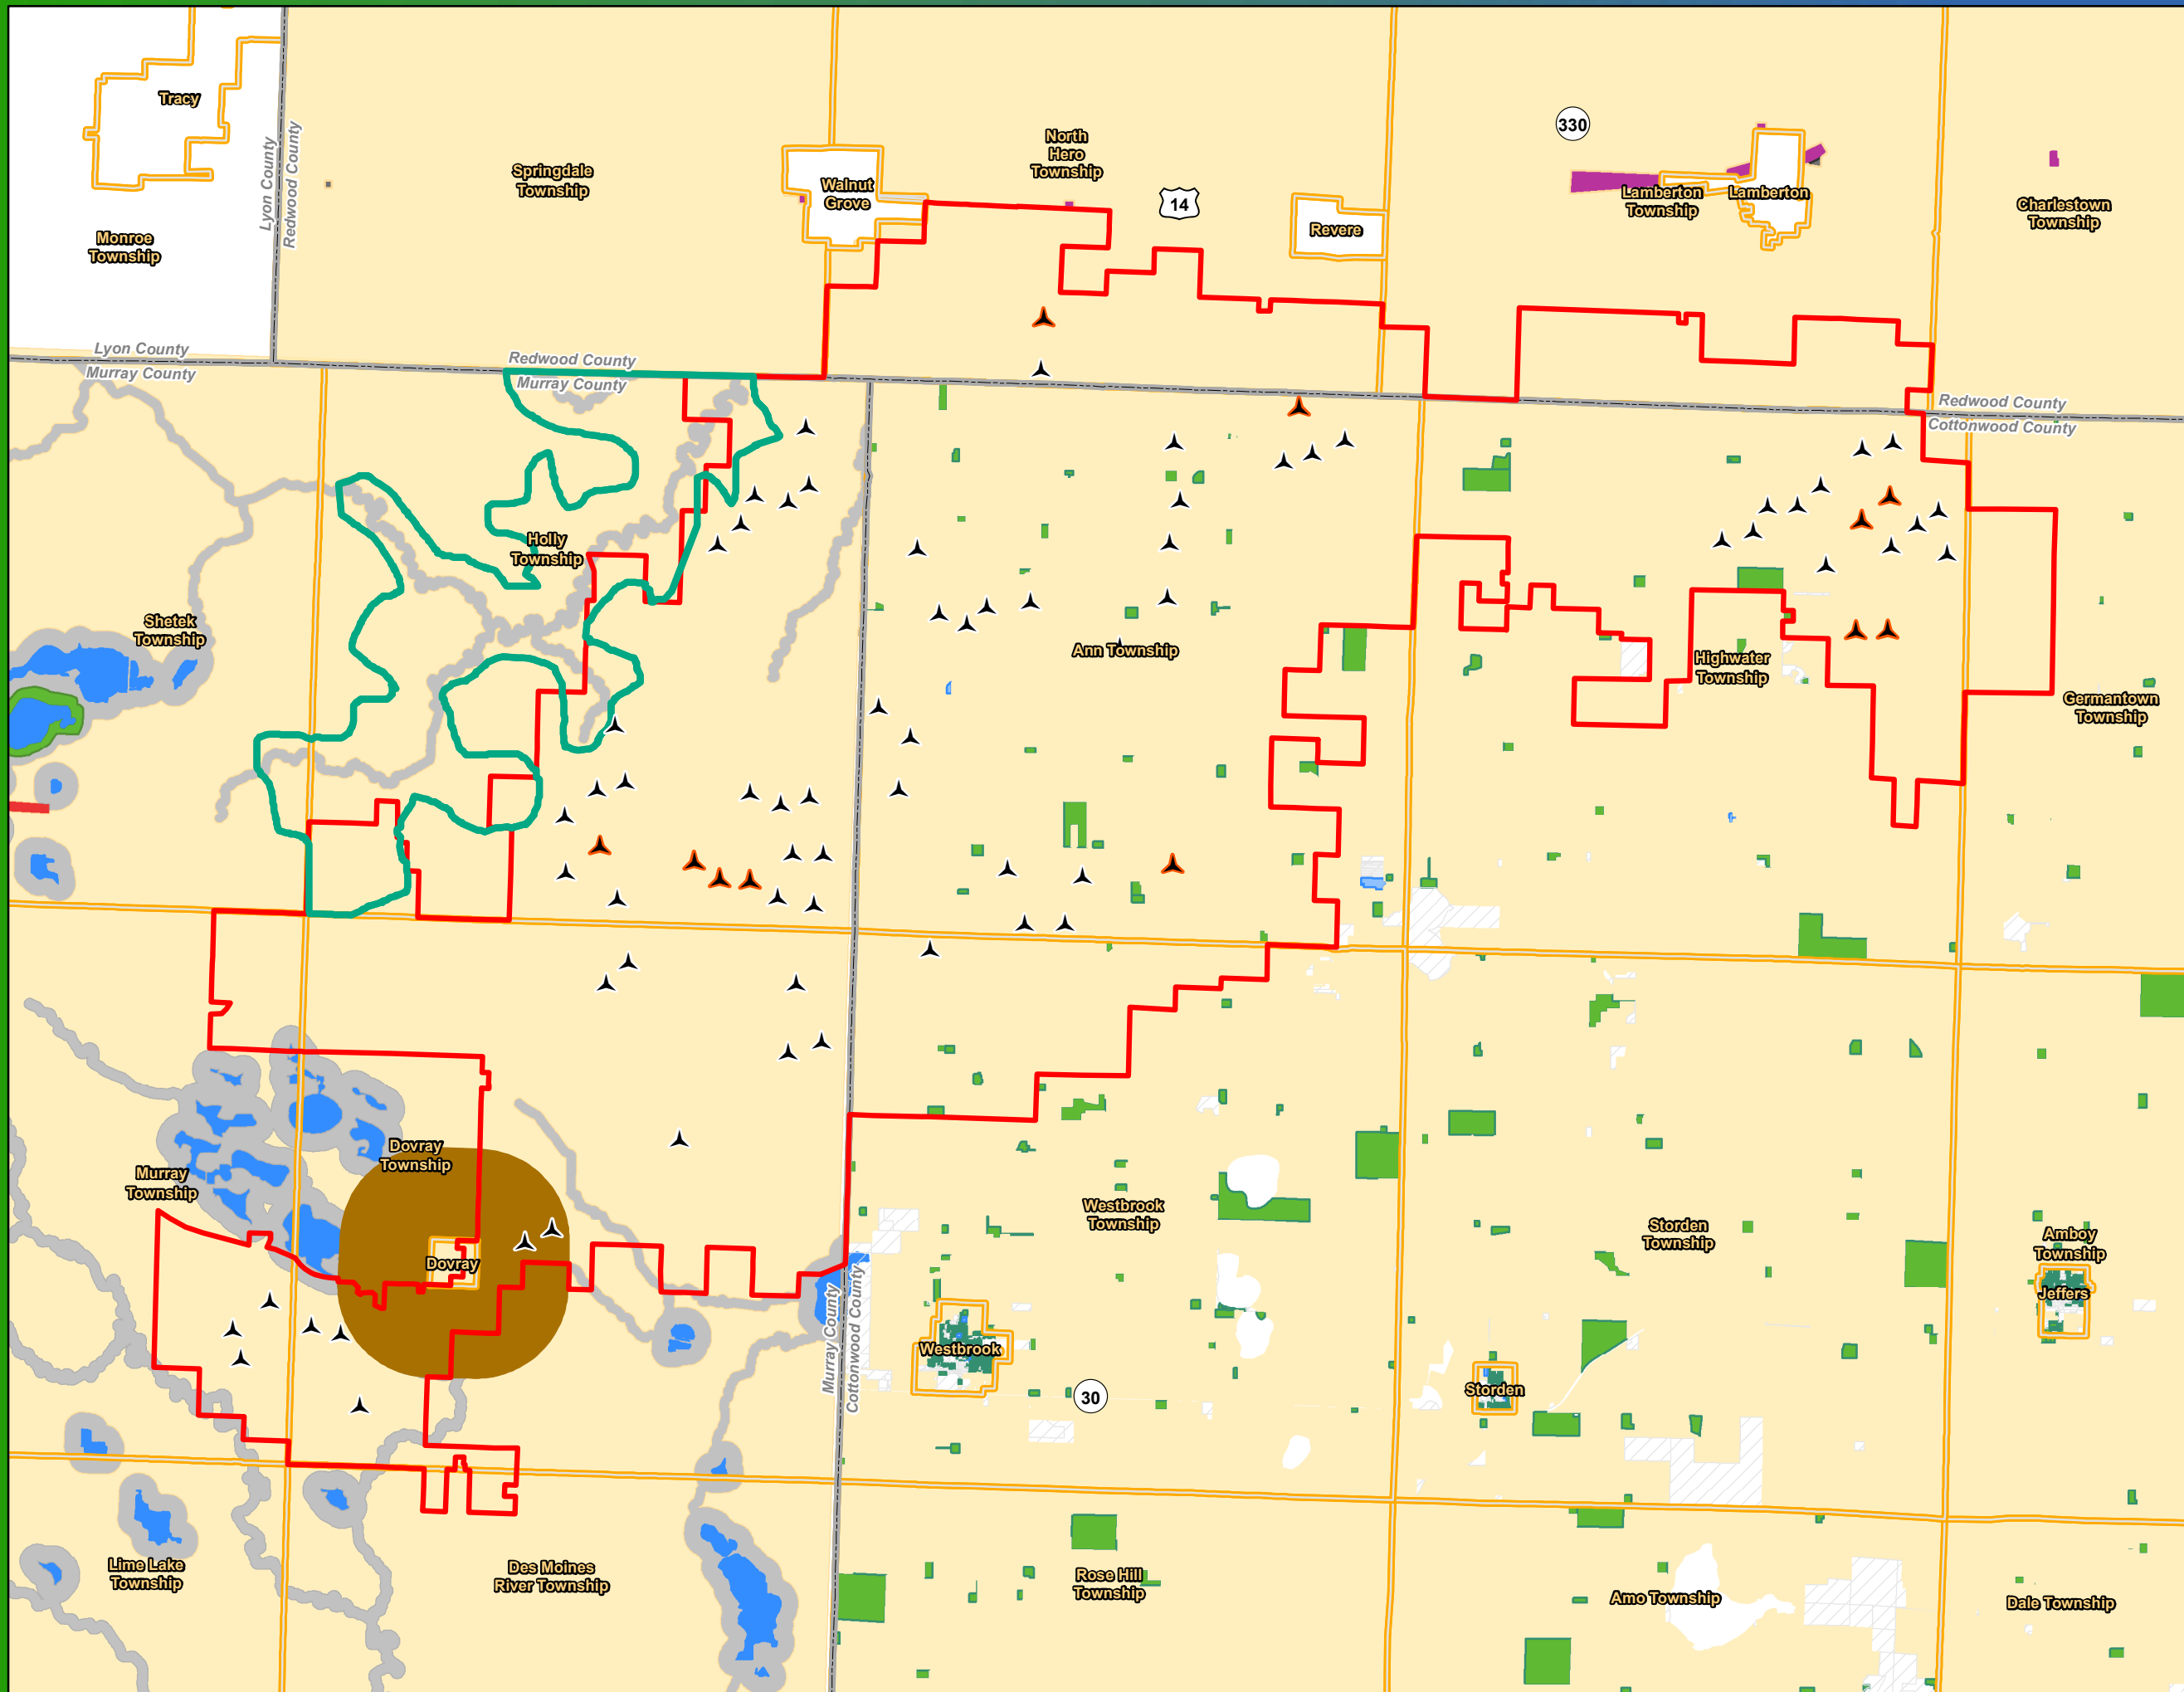 Tracy
Lyon County
Redwood County
Monroe
Township
Springdale
Township
Walnut
Grove
North
Hero
Township
14
Revere
330
Lamberton
Township
Lamberton
Charlestown
Township
Lyon County
Murray County
Redwood County
Murray County
Redwood County
Cottonwood County
Holly
Township
Shetek
Township
Ann Township
Highwater
Township
Germantown
Township
Dovray
Township
Murray
Township
Dovray
Westbrook
Township
Storden
Township
Amboy
Township
Jeffers
Murray County
Cottonwood County
Westbrook
30
Storden
Lime Lake
Township
Des Moines
River Township
Rose Hill
Township
Amo Township
Dale Township